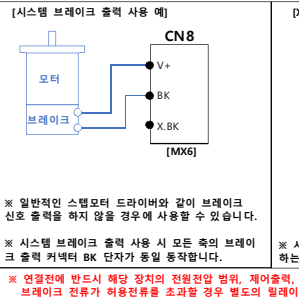 [시스템 브레이크 출력 사용 예]
CN8
모터
브레이크
V+
BK
X.BK
[MX6]
※ 일반적인 스텝모터 드라이버와 같이 브레이크
신호 출력을 하지 않을 경우에 사용할 수 있습니다.
※ 시스템 브레이크 출력 사용 시 모든 축의 브레이
크 출력 커넥터 BK 단자가 동일 동작합니다.
※
하는
※ 연결전에 반드시 해당 장치의 전원전압 범위, 제어출력,
브레이크 전류가 허용전류를 초과할 경우 별도의 릴레이